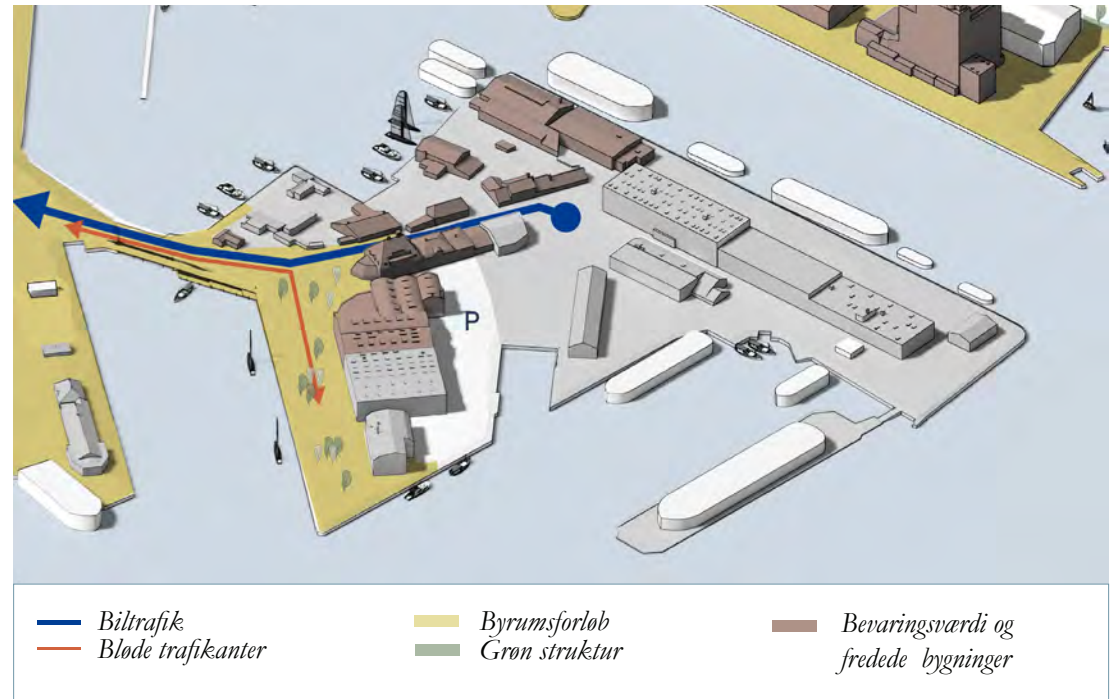 P
Biltrafik
Bløde trafikanter
Byrumsforløb
Grøn struktur
Bevaringsværdi og
fredede bygninger